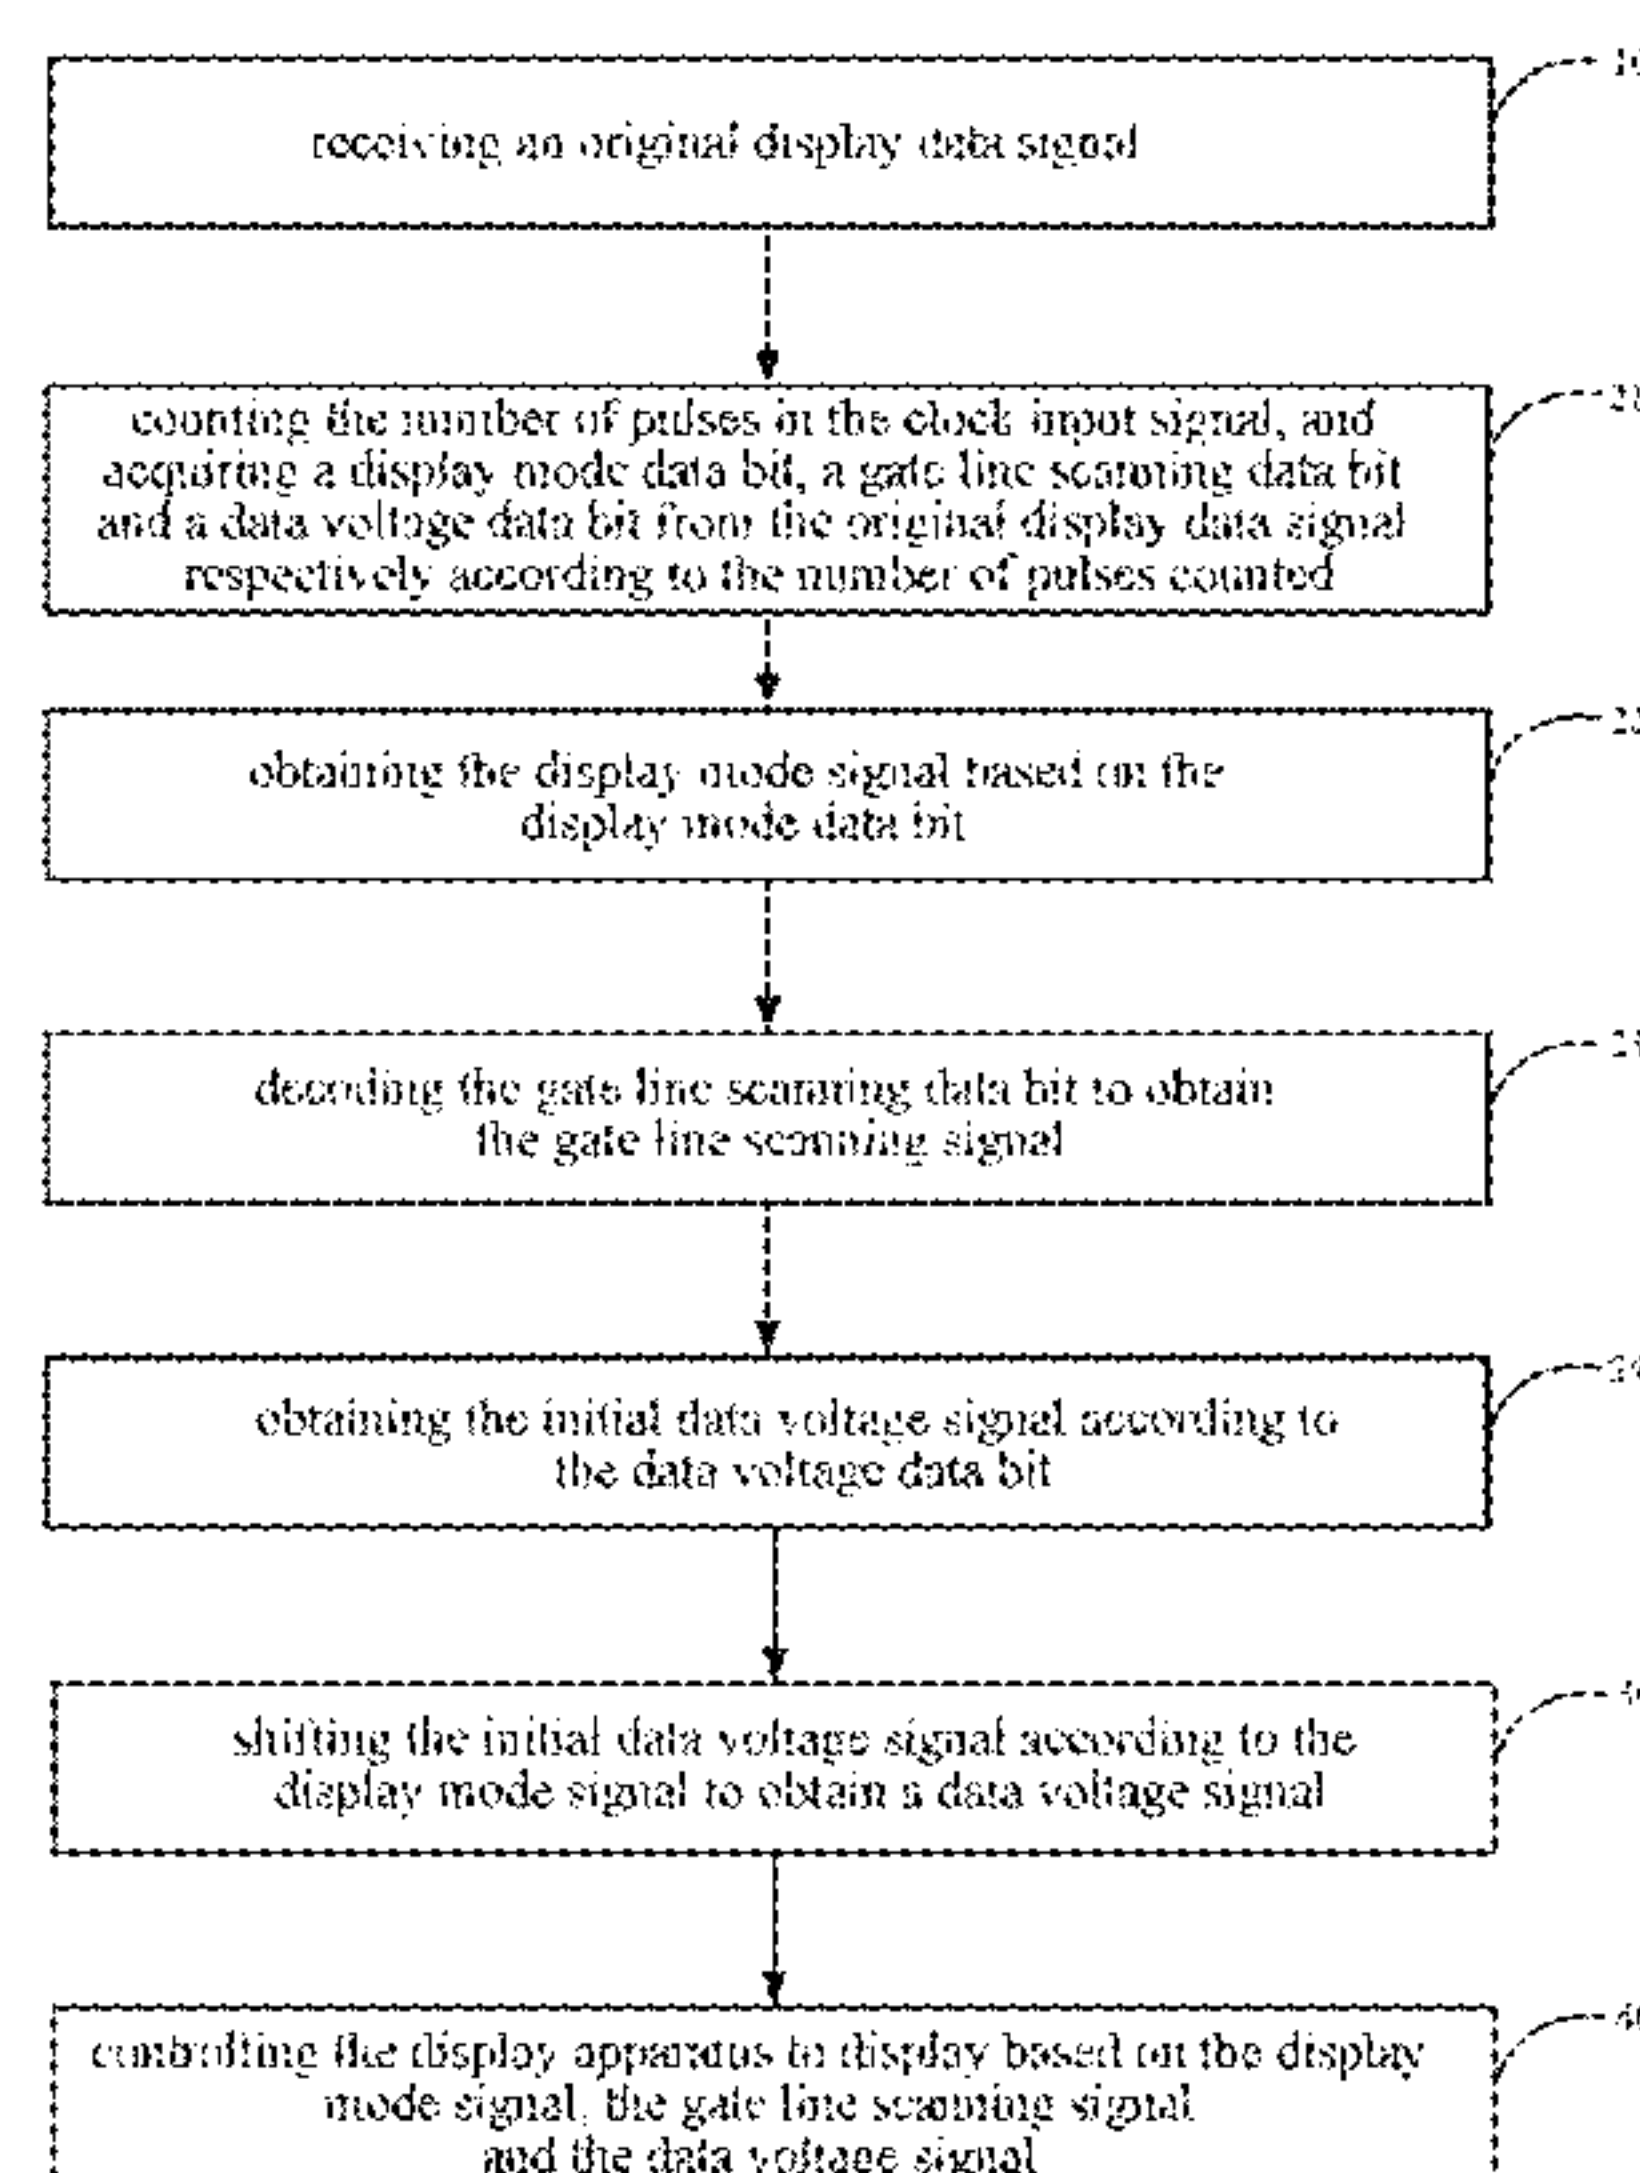 receiving an original display data signal
counting the number of pulses in the clock input signal, and
acquiring a display mode data bit, a gate line scanning data bit
and a data voltage data bit from the original display data signal
respectively according to the number of pulses counted
obtaining the display mode signal based on the
display mode data bit
decoding the gate line scanning data bit to obtain
the gate line scanning signal
obtaining the initial data voltage signal according to
the data voltage data bit
shifting the initial data voltage signal according to the
display mode signal to obtain a data voltage signal
controlling the display apparatus to display based on the display
mode signal, the gate line scanning signal
and the data voltage signal